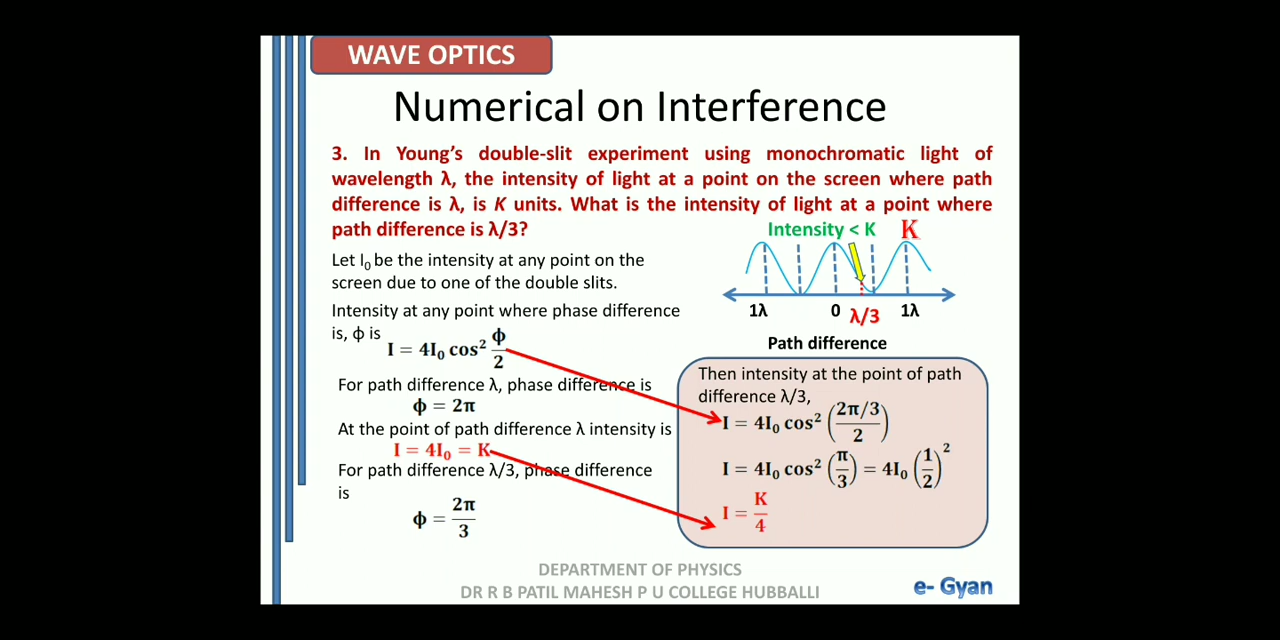 WAVE OPTICS
Numerical on Interference
3. In Young's double-slit experiment using monochromatic light of
wavelength λ, the intensity of light at a point on the screen where path
difference is λ, is K units. What is the intensity of light at a point where
path difference is λ/3?
Intensity < K K
Let I₀ be the intensity at any point on the
screen due to one of the double slits.
Intensity at any point where phase difference
is, ϕ is
I = 4I₀ cos² ϕ/2
For path difference λ, phase difference is
ϕ = 2π
At the point of path difference λ intensity is
I = 4I₀ = K
For path difference λ/3, phase difference
is
ϕ = 2π/3
1λ 0 λ/3 1λ
Path difference
Then intensity at the point of path
difference λ/3,
I = 4I₀ cos² ((2π/3)/2)
I = 4I₀ cos² (π/3) = 4I₀ (1/2)²
I = K/4
DEPARTMENT OF PHYSICS
DR R B PATIL MAHESH P U COLLEGE HUBBALLI
e- Gyan